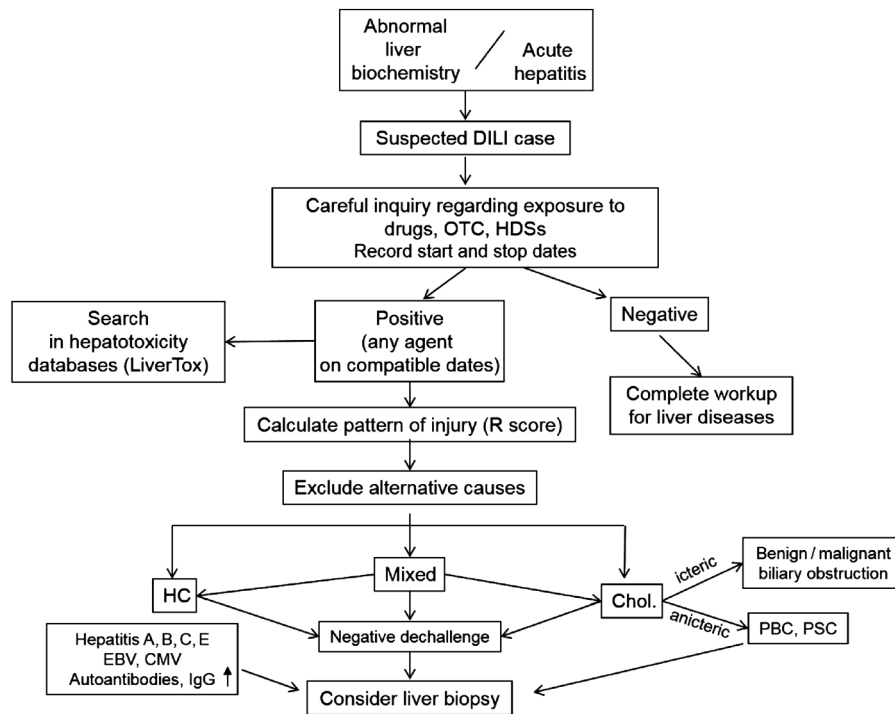 Abnormal
liver
biochemistry
Acute
hepatitis
Suspected DILI case
Careful inquiry regarding exposure to
drugs, OTC, HDSs
Record start and stop dates
Search
in hepatotoxicity
databases (LiverTox)
Positive
(any agent
on compatible dates)
Negative
Complete workup
for liver diseases
Calculate pattern of injury (R score)
Exclude alternative causes
HC
Mixed
Chol.
icteric
anicteric
Benign / malignant
biliary obstruction
PBC, PSC
Negative dechallenge
Hepatitis A, B, C, E
EBV, CMV
Autoantibodies, IgG
Consider liver biopsy